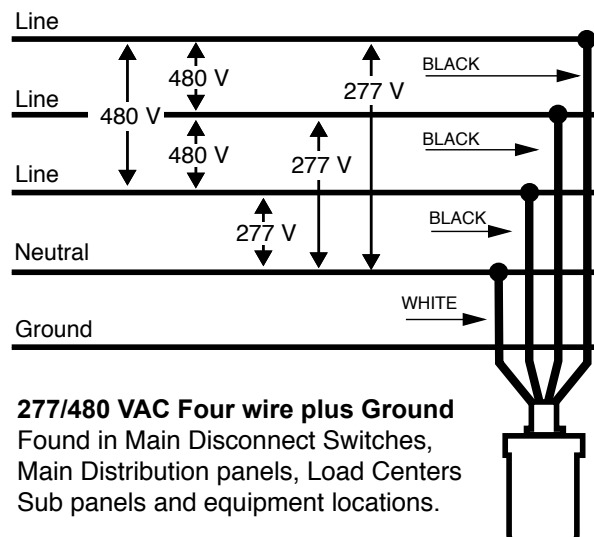 Line
BLACK
480 V
277 V
Line
480 V
BLACK
480 V
277 V
Line
BLACK
277 V
Neutral
WHITE
Ground
277/480 VAC Four wire plus Ground
Found in Main Disconnect Switches,
Main Distribution panels, Load Centers
Sub panels and equipment locations.